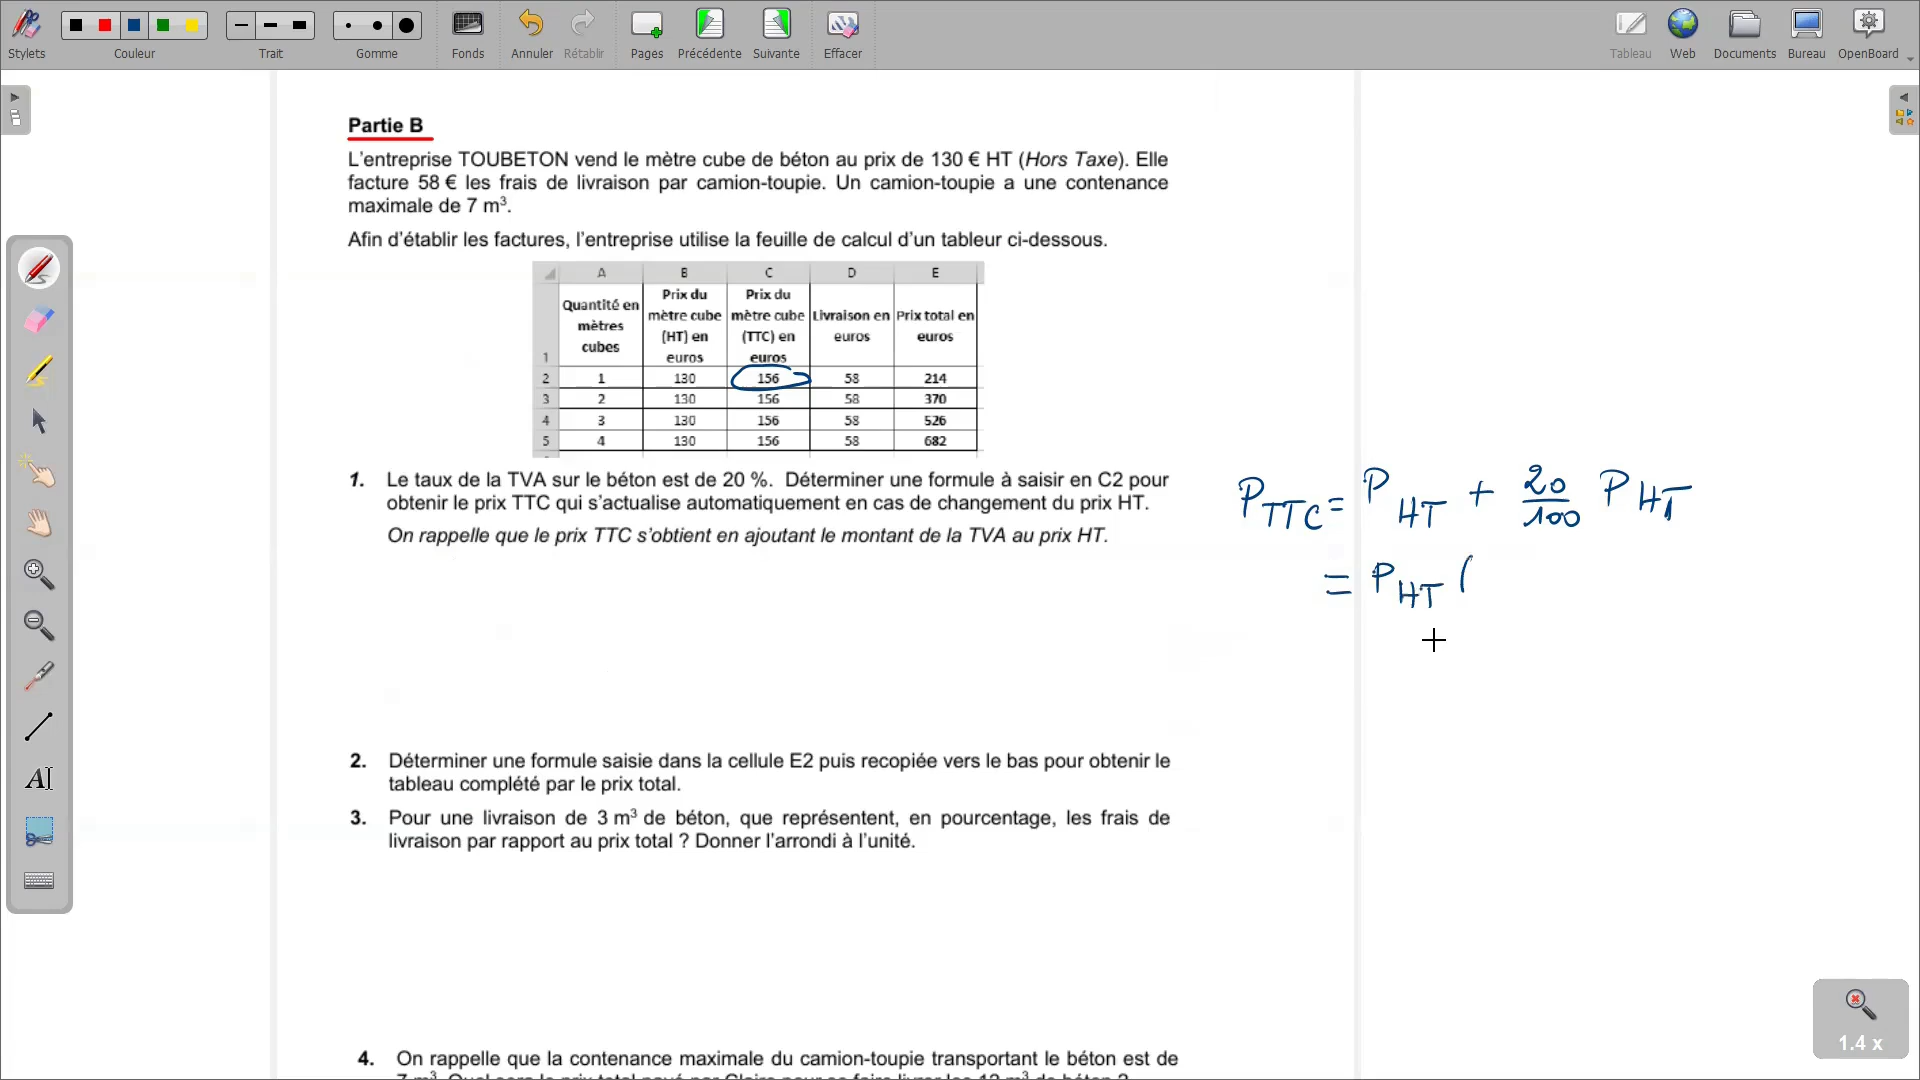 Stylets Couleur Trait Gomme Fonds Annuler Rétablir Pages Précédente Suivante Effacer Tableau Web Documents Bureau OpenBoard
Partie B
L'entreprise TOUBETON vend le mètre cube de béton au prix de 130 € HT (Hors Taxe). Elle
facture 58 € les frais de livraison par camion-toupie. Un camion-toupie a une contenance
maximale de 7 m³.
Afin d'établir les factures, l'entreprise utilise la feuille de calcul d'un tableur ci-dessous.
A B C D E
1 Quantité en mètres cubes Prix du mètre cube (HT) en euros Prix du mètre cube (TTC) en euros Livraison en euros Prix total en euros
2 1 130 156 58 214
3 2 130 156 58 370
4 3 130 156 58 526
5 4 130 156 58 682
1. Le taux de la TVA sur le béton est de 20 %. Déterminer une formule à saisir en C2 pour
obtenir le prix TTC qui s'actualise automatiquement en cas de changement du prix HT.
On rappelle que le prix TTC s'obtient en ajoutant le montant de la TVA au prix HT.
P TTC = P HT + 20/100 P HT
= P HT (
2. Déterminer une formule saisie dans la cellule E2 puis recopiée vers le bas pour obtenir le
tableau complété par le prix total.
3. Pour une livraison de 3 m³ de béton, que représentent, en pourcentage, les frais de
livraison par rapport au prix total ? Donner l'arrondi à l'unité.
4. On rappelle que la contenance maximale du camion-toupie transportant le béton est de
1.4 x